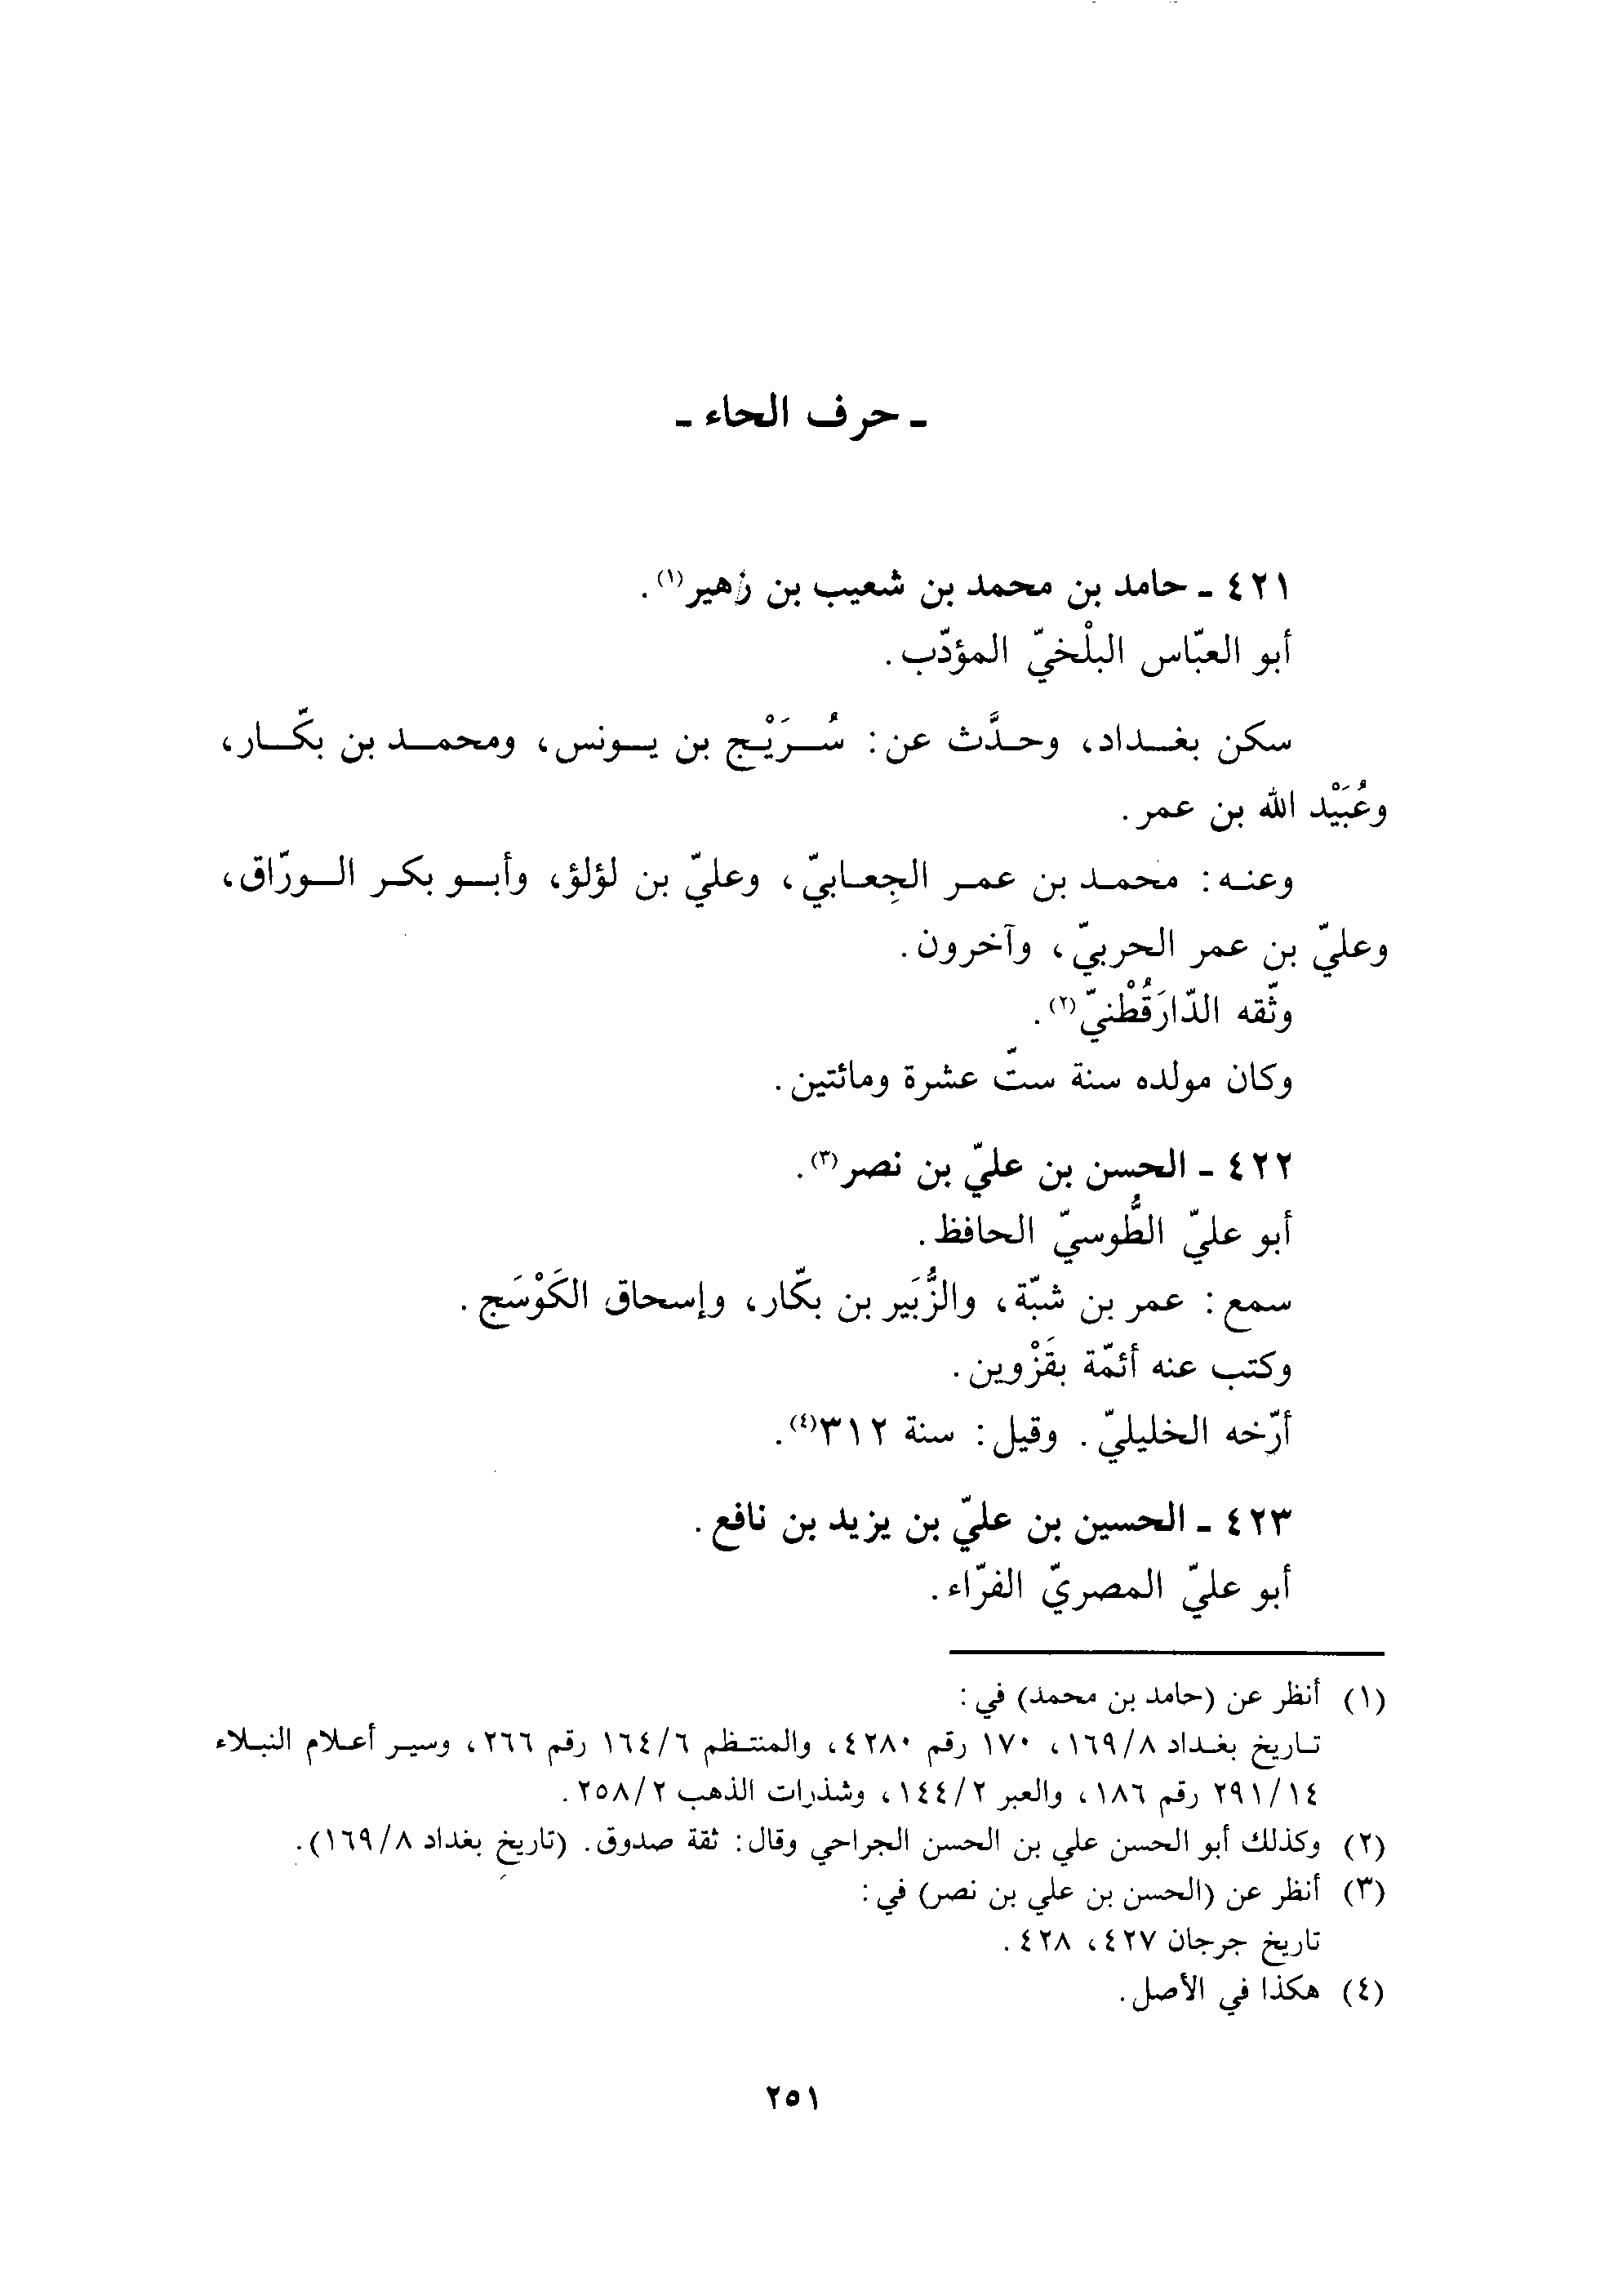 ـ حرف الحاء ـ
٤٢١ ـ حامد بن محمد بن شعيب بن زهير(١).
أبو العبّاس البلْخيّ المؤدّب.
سكن بغداد، وحدَّث عن: سُرَيْج بن يونس، ومحمد بن بكّار،
وعُبَيْد الله بن عمر.
وعنه: محمد بن عمر الجِعابيّ، وعليّ بن لؤلؤ، وأبو بكر الورّاق،
وعليّ بن عمر الحربيّ، وآخرون.
وثّقه الدّارَقُطْنيّ(٢).
وكان مولده سنة ستّ عشرة ومائتين.
٤٢٢ ـ الحسن بن عليّ بن نصر(٣).
أبو عليّ الطُّوسيّ الحافظ.
سمع: عمر بن شبّة، والزُّبَير بن بكّار، وإسحاق الكَوْسَج.
وكتب عنه أئمّة بقَزْوين.
أرّخه الخليليّ. وقيل: سنة ٣١٢(٤).
٤٢٣ ـ الحسين بن عليّ بن يزيد بن نافع.
أبو عليّ المصريّ الفرّاء.
(١) أنظر عن (حامد بن محمد) في:
تاريخ بغداد ١٦٩/٨، ١٧٠ رقم ٤٢٨٠، والمنتظم ١٦٤/٦ رقم ٢٦٦، وسير أعلام النبلاء
٢٩١/١٤ رقم ١٨٦، والعبر ١٤٤/٢، وشذرات الذهب ٢٥٨/٢.
(٢) وكذلك أبو الحسن علي بن الحسن الجراحي وقال: ثقة صدوق. (تاريخ بغداد ١٦٩/٨).
(٣) أنظر عن (الحسن بن علي بن نصر) في:
تاريخ جرجان ٤٢٧، ٤٢٨.
(٤) هكذا في الأصل.
٢٥١